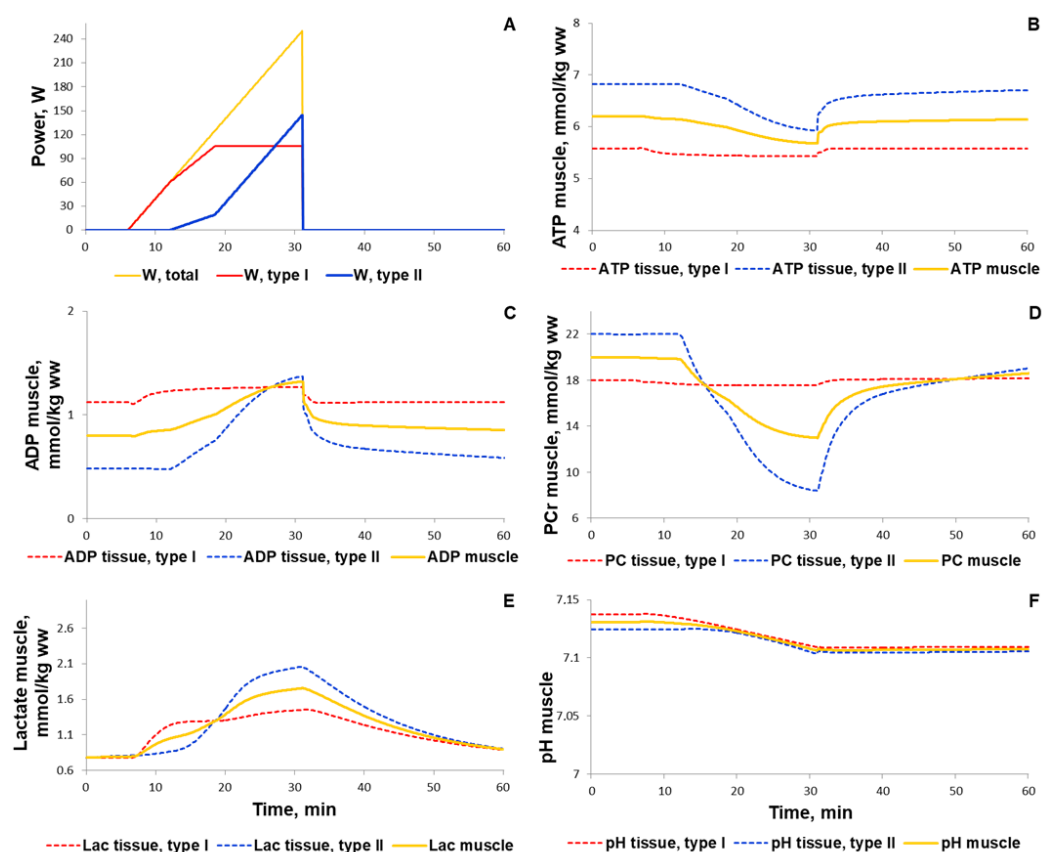 A
Power, W
240
210
180
150
120
90
60
30
0
0 10 20 30 40 50 60
W, total W, type I W, type II
B
ATP muscle, mmol/kg ww
8
7
6
5
4
0 10 20 30 40 50 60
ATP tissue, type I ATP tissue, type II ATP muscle
C
ADP muscle,
mmol/kg ww
2
1
0
0 10 20 30 40 50 60
ADP tissue, type I ADP tissue, type II ADP muscle
D
PCr muscle, mmol/kg ww
22
18
14
10
6
0 10 20 30 40 50 60
PC tissue, type I PC tissue, type II PC muscle
E
Lactate muscle,
mmol/kg ww
2.6
2.1
1.6
1.1
0.6
0 10 20 30 40 50 60
Time, min
Lac tissue, type I Lac tissue, type II Lac muscle
F
pH muscle
7.15
7.1
7.05
7
0 10 20 30 40 50 60
Time, min
pH tissue, type I pH tissue, type II pH muscle